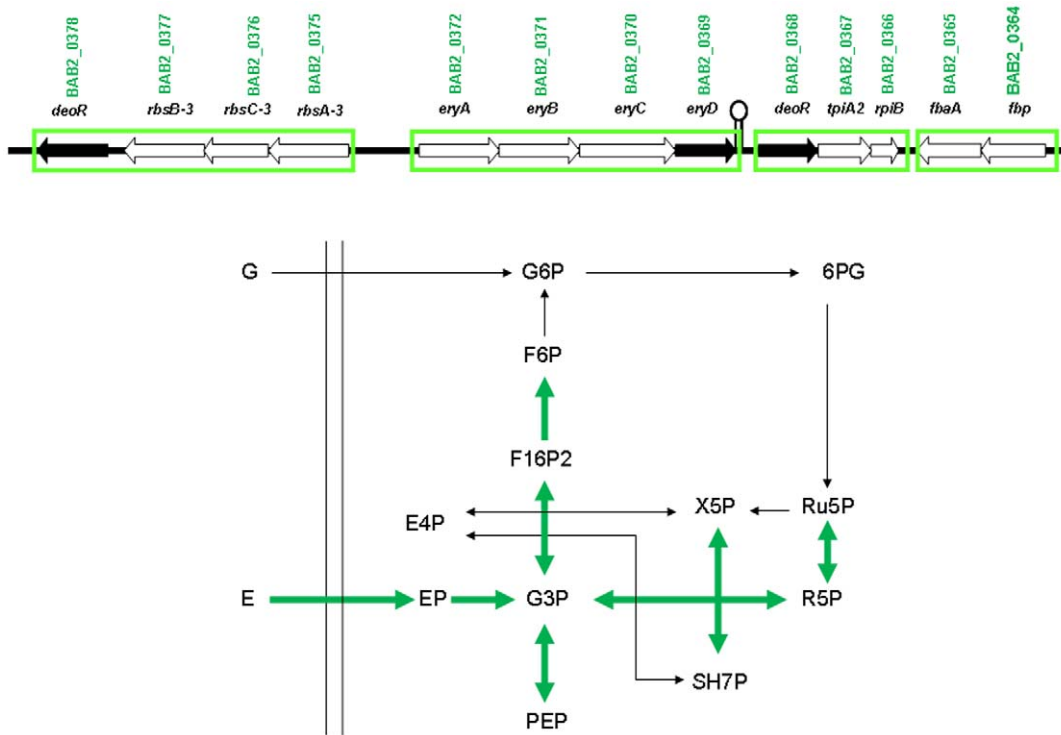 BAB2_0378 BAB2_0377 BAB2_0376 BAB2_0375 BAB2_0372 BAB2_0371 BAB2_0370 BAB2_0369 BAB2_0368 BAB2_0367 BAB2_0366 BAB2_0365 BAB2_0364
deoR rbsB-3 rbsC-3 rbsA-3 eryA eryB eryC eryD deoR tpiA2 rpiB fbaA fbp
G G6P 6PG
F6P
F16P2
E4P X5P Ru5P
E EP G3P R5P
SH7P
PEP